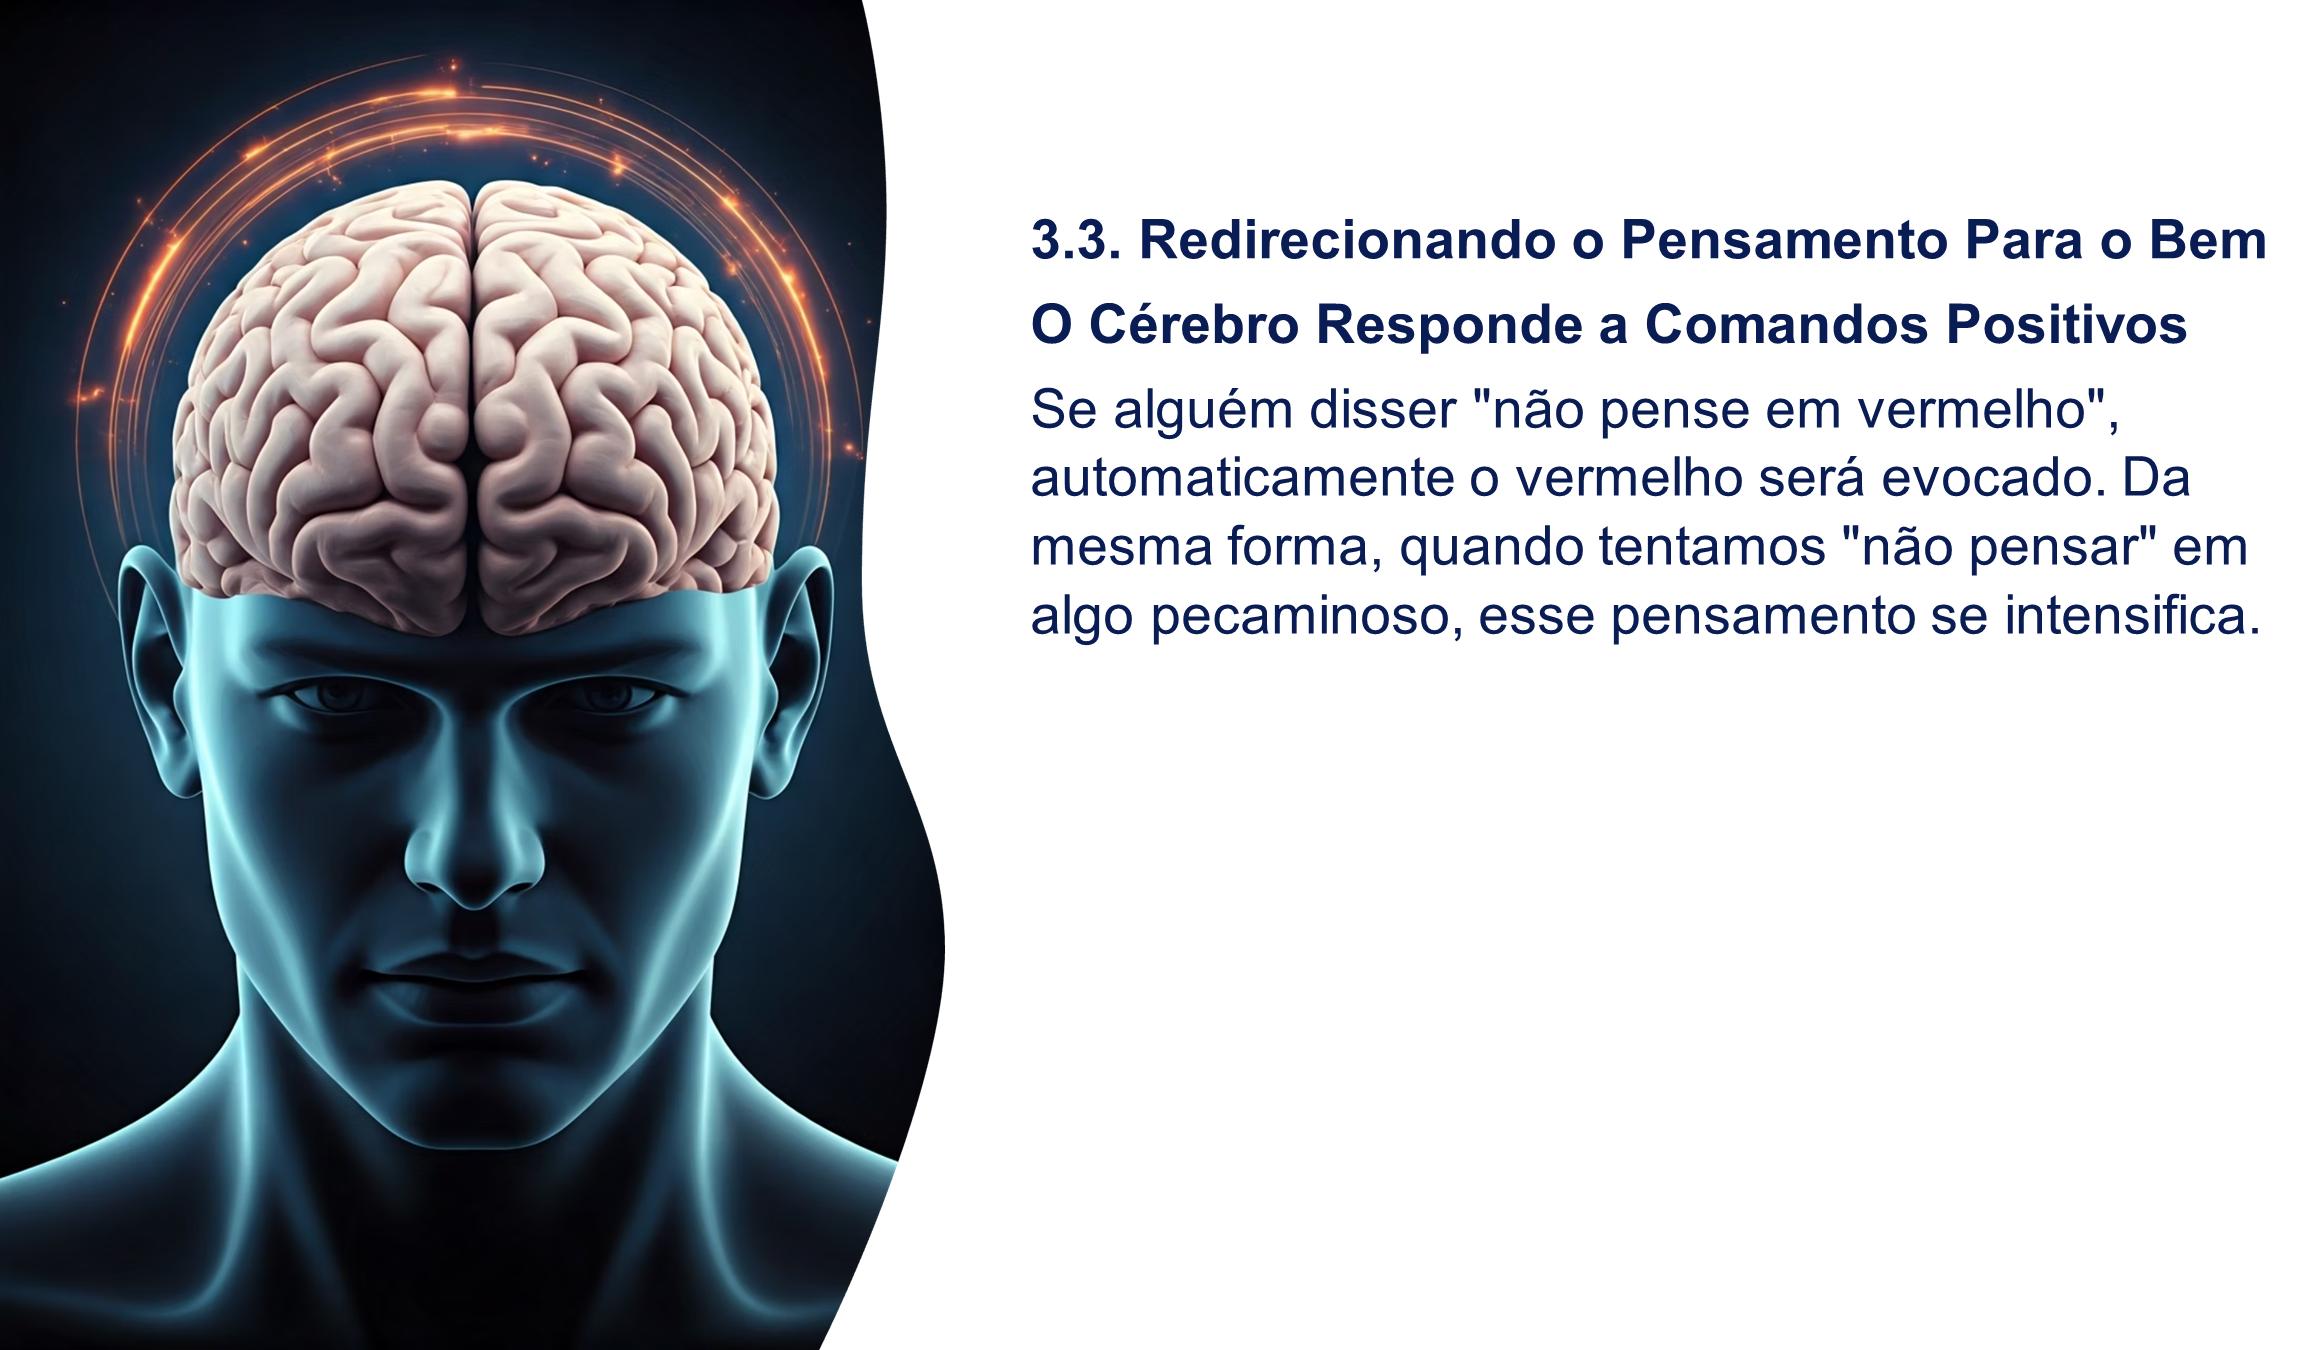 3.3. Redirecionando o Pensamento Para o Bem
O Cérebro Responde a Comandos Positivos
Se alguém disser "não pense em vermelho",
automaticamente o vermelho será evocado. Da
mesma forma, quando tentamos "não pensar" em
algo pecaminoso, esse pensamento se intensifica.